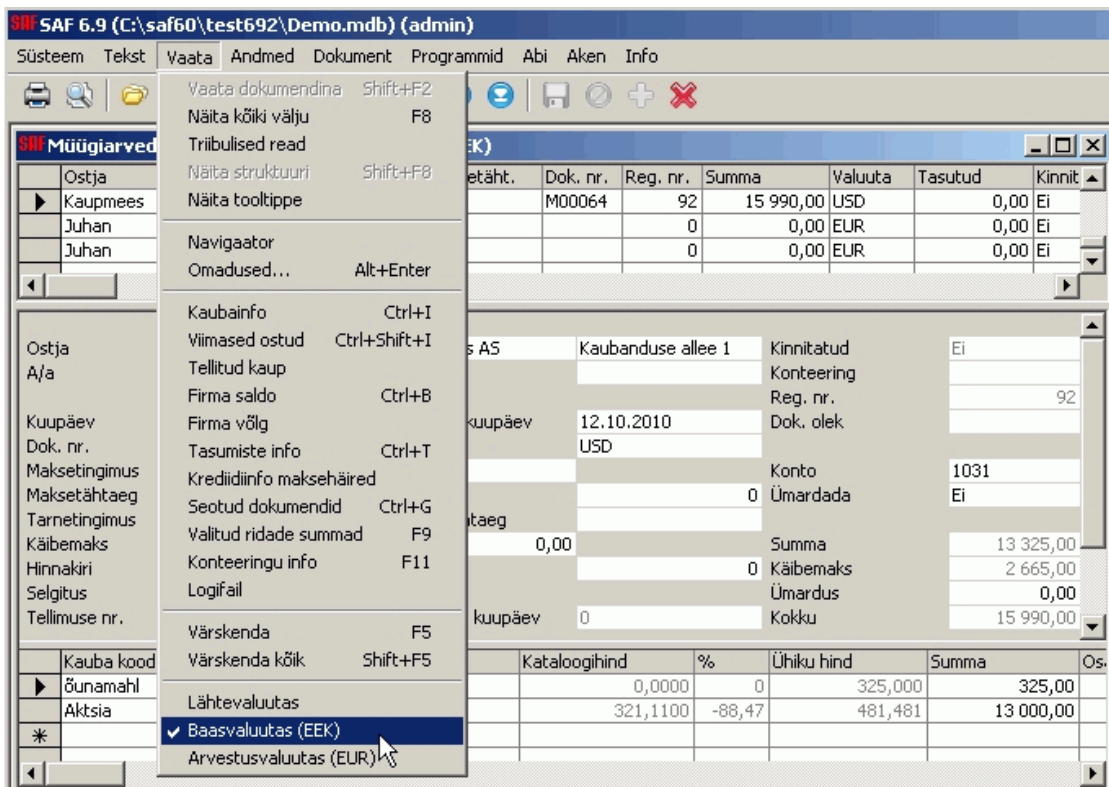 SAF SAF 6.9 (C:\saf60\test692\Demo.mdb) (admin)
Süsteem Tekst Vaata Andmed Dokument Programmid Abi Aken Info
Vaata dokumendina Shift+F2
Näita kõiki välju F8
Triibulised read
Näita struktuuri Shift+F8
Näita tooltippe
Navigaator
Omadused... Alt+Enter
Kaubainfo Ctrl+I
Viimased ostud Ctrl+Shift+I
Tellitud kaup
Firma saldo Ctrl+B
Firma võlg
Tasumiste info Ctrl+T
Krediidiinfo maksehäired
Seotud dokumendid Ctrl+G
Valitud ridade summad F9
Konteeringu info F11
Logifail
Värskenda F5
Värskenda kõik Shift+F5
Lähtevaluutas
Baasvaluutas (EEK)
Arvestusvaluutas (EUR)
SAF Müügiarved EK)
Ostja etäht. Dok. nr. Reg. nr. Summa Valuuta Tasutud Kinnit
Kaupmees M00064 92 15 990,00 USD 0,00 Ei
Juhan 0 0,00 EUR 0,00 Ei
Juhan 0 0,00 EUR 0,00 Ei
Ostja s AS Kaubanduse allee 1 Kinnitatud Ei
A/a Konteering
Reg. nr. 92
Kuupäev kuupäev 12.10.2010 Dok. olek
Dok. nr. USD
Maksetingimus Konto 1031
Maksetähtaeg 0 Ümardada Ei
Tarnetingimus taeg
Käibemaks 0,00 Summa 13 325,00
Hinnakiri 0 Käibemaks 2 665,00
Selgitus Ümardus 0,00
Tellimuse nr. kuupäev 0 Kokku 15 990,00
Kauba kood Kataloogihind % Ühiku hind Summa Os.
õunamahl 0,0000 0 325,000 325,00
Aktsia 321,1100 -88,47 481,481 13 000,00